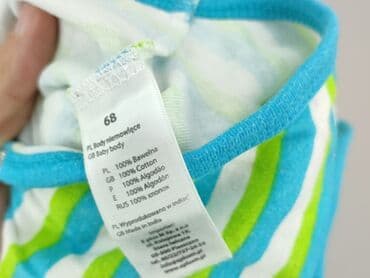 68
PL Body niemowlęce
GB Baby body
PL 100% Bawełna
GB 100% Cotton
P 100% Algodão
E 100% Algodón
RUS 100% хлопок
PL Wyprodukowano w Indiach
GB Made in India